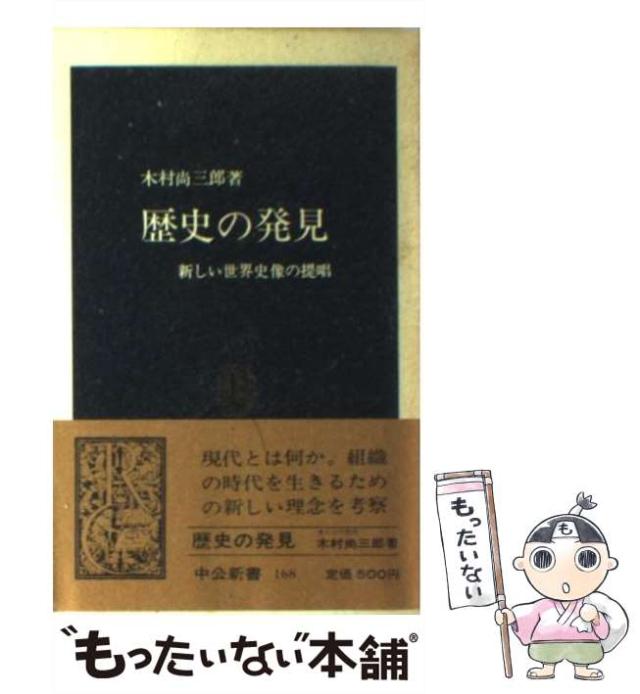 木村尚三郎著
歴史の発見
新しい世界史像の提唱
現代とは何か。組織
の時代を生きるため
の新しい理念を考察
歴史の発見
木村尚三郎著
中公新書 168 定価 500円
"もったいない"本舗®
もったいない
も